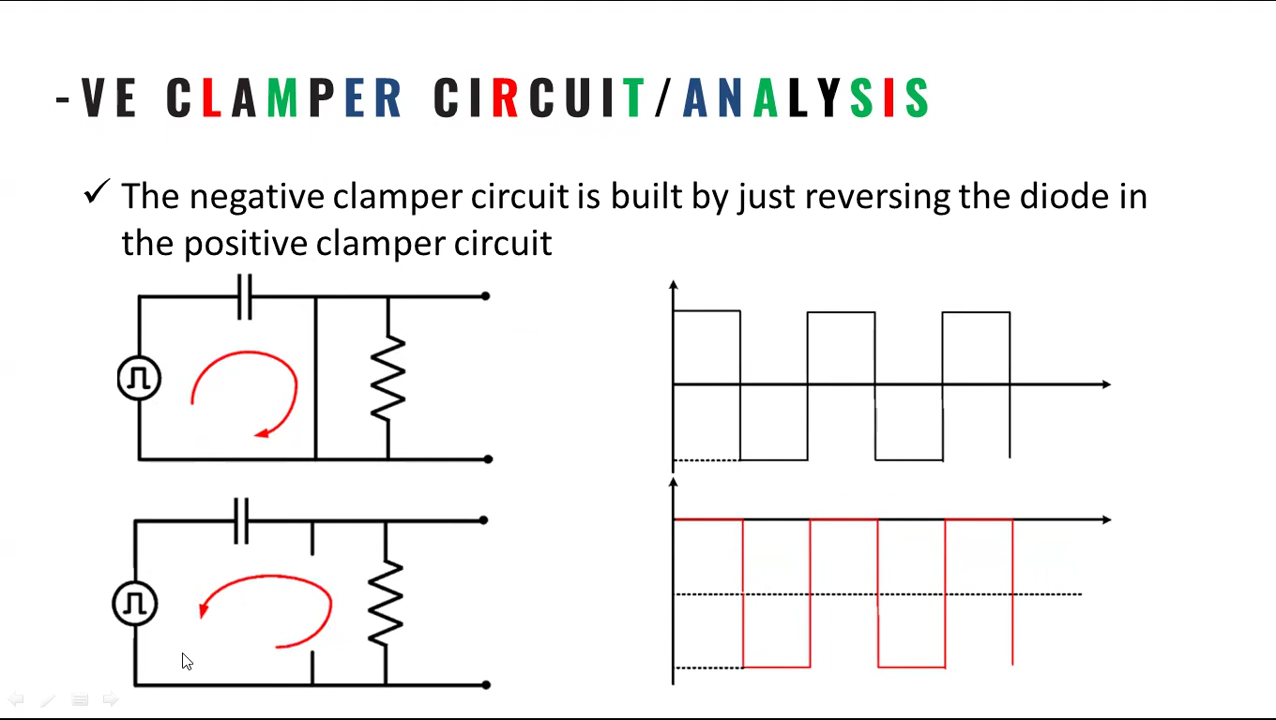 -VE CLAMPER CIRCUIT/ANALYSIS
✓ The negative clamper circuit is built by just reversing the diode in
the positive clamper circuit